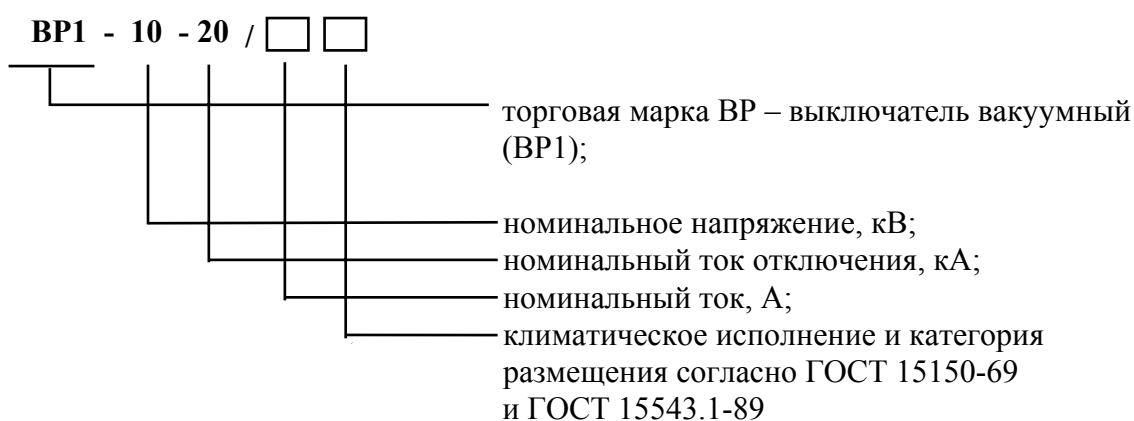 ВР1 - 10 - 20 /
торговая марка ВР – выключатель вакуумный
(ВР1);
номинальное напряжение, кВ;
номинальный ток отключения, кА;
номинальный ток, А;
климатическое исполнение и категория
размещения согласно ГОСТ 15150-69
и ГОСТ 15543.1-89